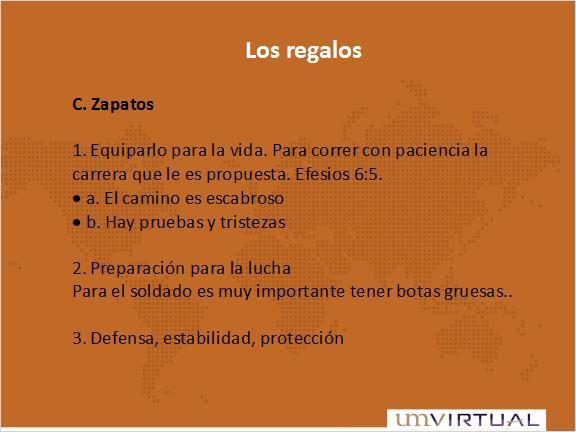 Los regalos
C. Zapatos
1. Equiparlo para la vida. Para correr con paciencia la
carrera que le es propuesta. Efesios 6:5.
• a. El camino es escabroso
• b. Hay pruebas y tristezas
2. Preparación para la lucha
Para el soldado es muy importante tener botas gruesas..
3. Defensa, estabilidad, protección
UMVIRTUAL